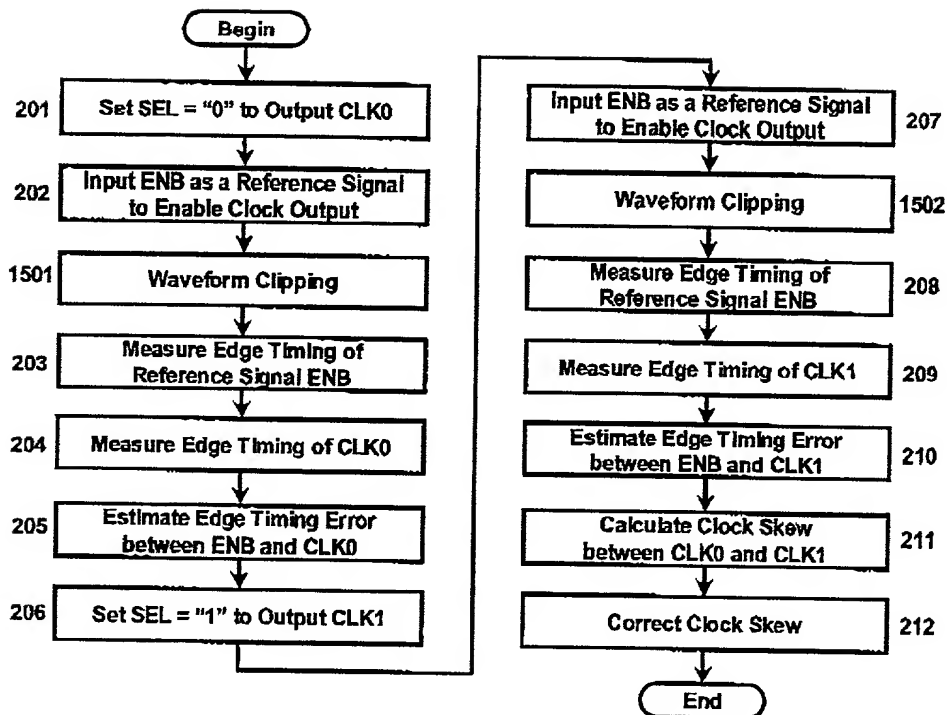 Begin
201
Set SEL = "0" to Output CLK0
202
Input ENB as a Reference Signal
to Enable Clock Output
1501
Waveform Clipping
203
Measure Edge Timing of
Reference Signal ENB
204
Measure Edge Timing of CLK0
205
Estimate Edge Timing Error
between ENB and CLK0
206
Set SEL = "1" to Output CLK1
Input ENB as a Reference Signal
to Enable Clock Output
207
Waveform Clipping
1502
Measure Edge Timing of
Reference Signal ENB
208
Measure Edge Timing of CLK1
209
Estimate Edge Timing Error
between ENB and CLK1
210
Calculate Clock Skew
between CLK0 and CLK1
211
Correct Clock Skew
212
End